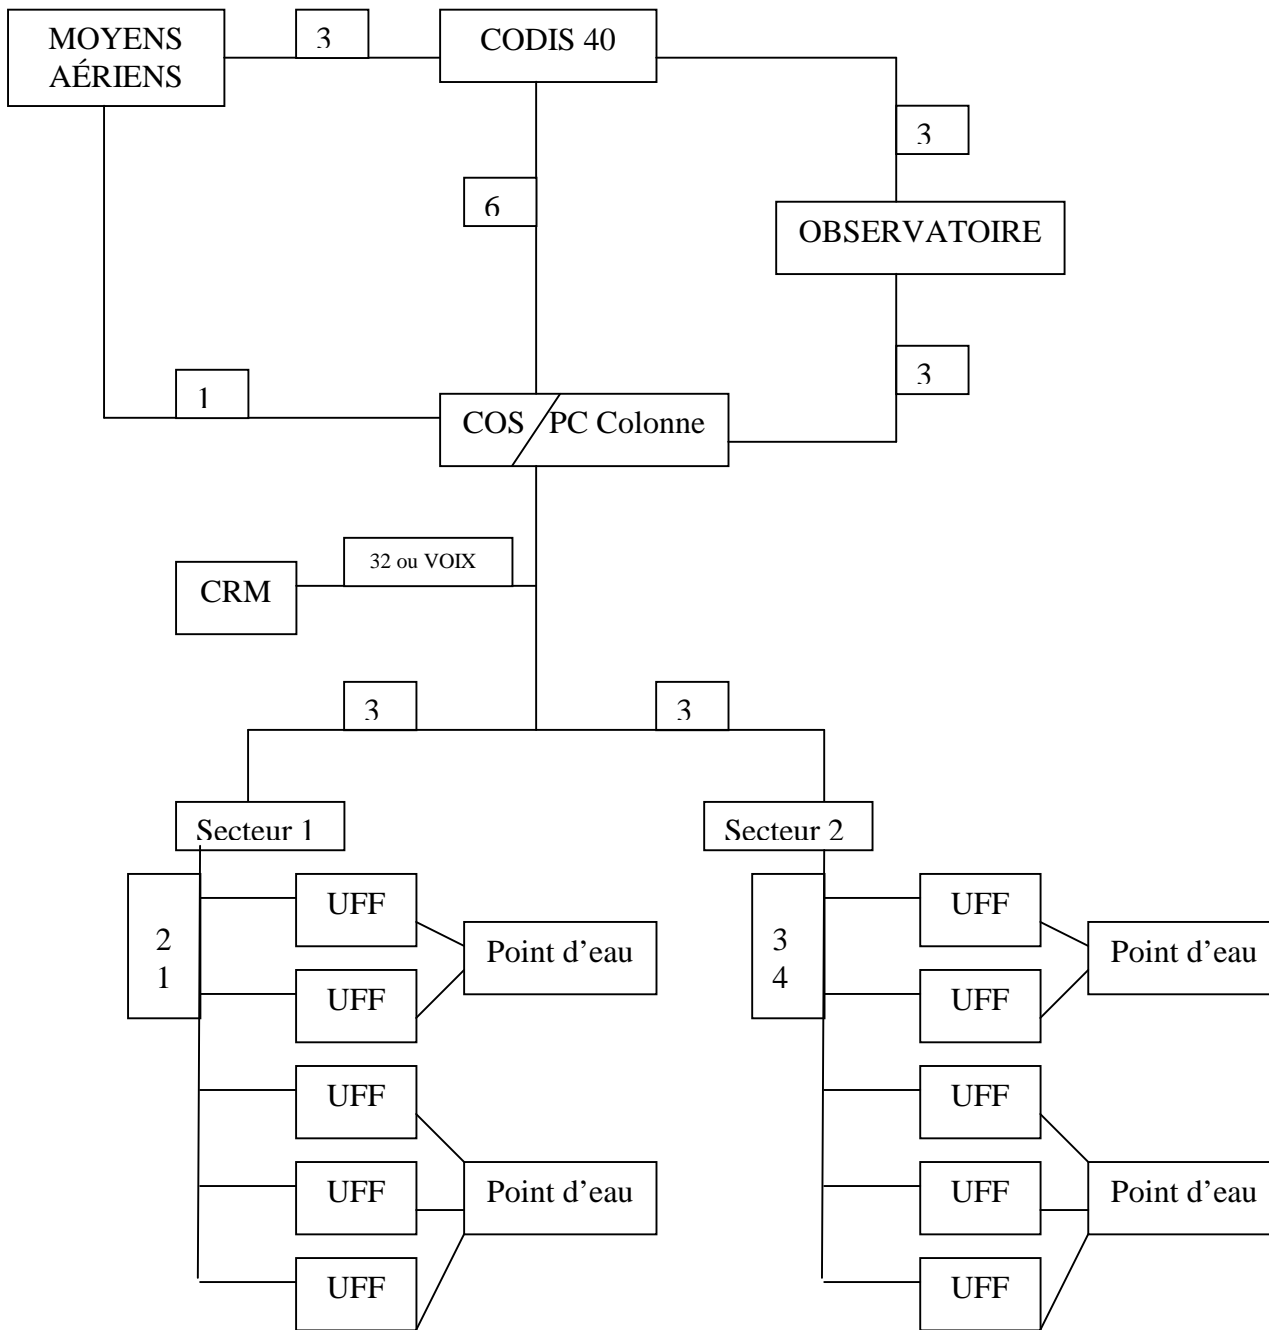 MOYENS
AÉRIENS
3
CODIS 40
3
6
OBSERVATOIRE
3
1
COS
PC Colonne
32 ou VOIX
CRM
3
3
Secteur 1
Secteur 2
2
1
UFF
Point d’eau
UFF
UFF
UFF
Point d’eau
UFF
3
4
UFF
Point d’eau
UFF
UFF
UFF
Point d’eau
UFF